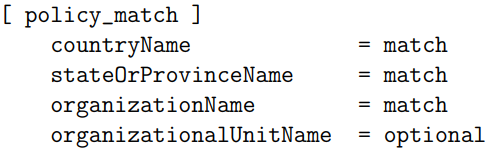 [ policy_match ]
countryName = match
stateOrProvinceName = match
organizationName = match
organizationalUnitName = optional